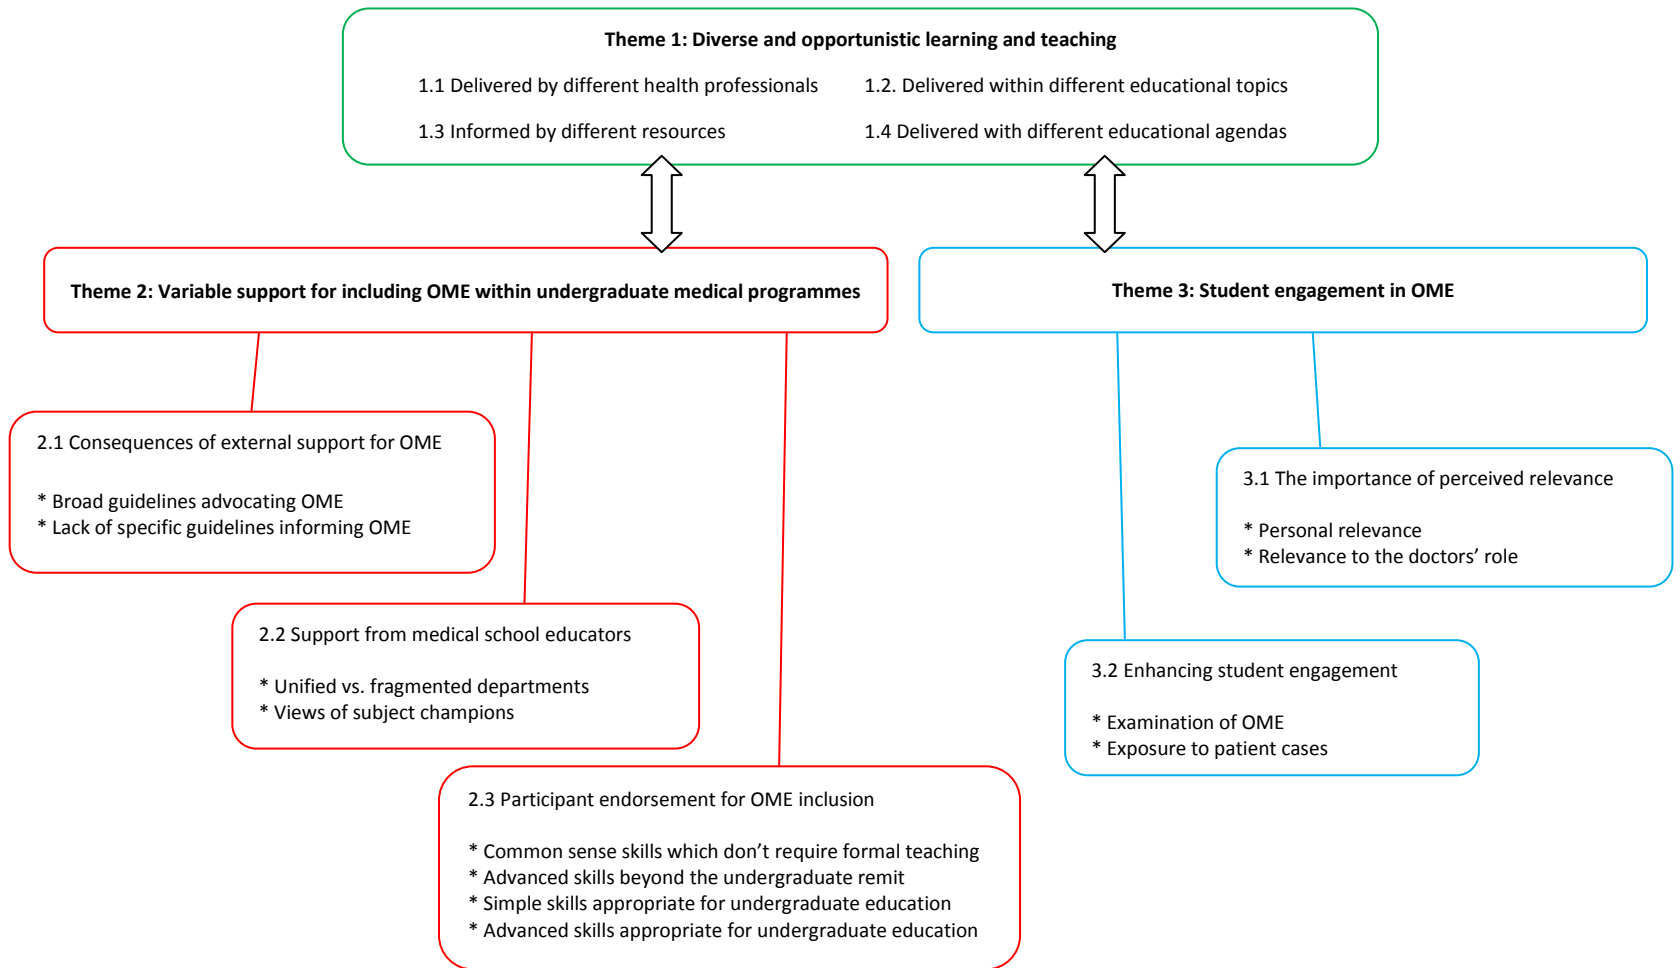 Theme 1: Diverse and opportunistic learning and teaching
1.1 Delivered by different health professionals
1.2. Delivered within different educational topics
1.3 Informed by different resources
1.4 Delivered with different educational agendas
Theme 2: Variable support for including OME within undergraduate medical programmes
Theme 3: Student engagement in OME
2.1 Consequences of external support for OME
* Broad guidelines advocating OME
* Lack of specific guidelines informing OME
2.2 Support from medical school educators
* Unified vs. fragmented departments
* Views of subject champions
2.3 Participant endorsement for OME inclusion
* Common sense skills which don’t require formal teaching
* Advanced skills beyond the undergraduate remit
* Simple skills appropriate for undergraduate education
* Advanced skills appropriate for undergraduate education
3.1 The importance of perceived relevance
* Personal relevance
* Relevance to the doctors’ role
3.2 Enhancing student engagement
* Examination of OME
* Exposure to patient cases